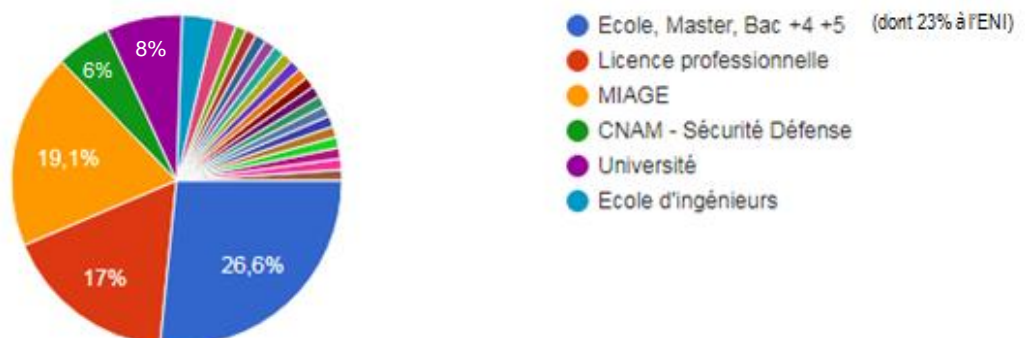 8%
6%
19,1%
17%
26,6%
Ecole, Master, Bac +4 +5 (dont 23% à l'ENI)
Licence professionnelle
MIAGE
CNAM - Sécurité Défense
Université
Ecole d'ingénieurs